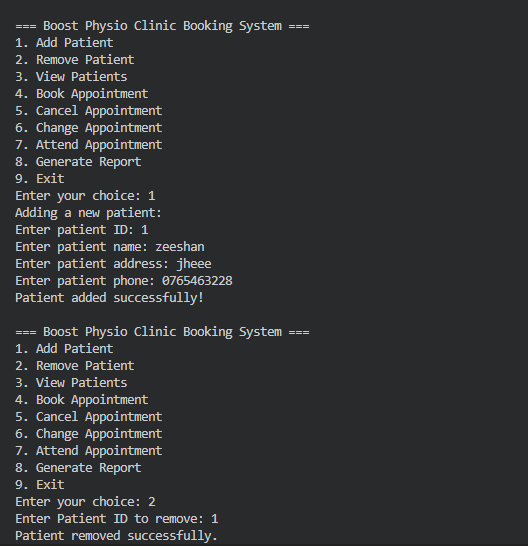 === Boost Physio Clinic Booking System ===
1. Add Patient
2. Remove Patient
3. View Patients
4. Book Appointment
5. Cancel Appointment
6. Change Appointment
7. Attend Appointment
8. Generate Report
9. Exit
Enter your choice: 1
Adding a new patient:
Enter patient ID: 1
Enter patient name: zeeshan
Enter patient address: jheee
Enter patient phone: 0765463228
Patient added successfully!

=== Boost Physio Clinic Booking System ===
1. Add Patient
2. Remove Patient
3. View Patients
4. Book Appointment
5. Cancel Appointment
6. Change Appointment
7. Attend Appointment
8. Generate Report
9. Exit
Enter your choice: 2
Enter Patient ID to remove: 1
Patient removed successfully.